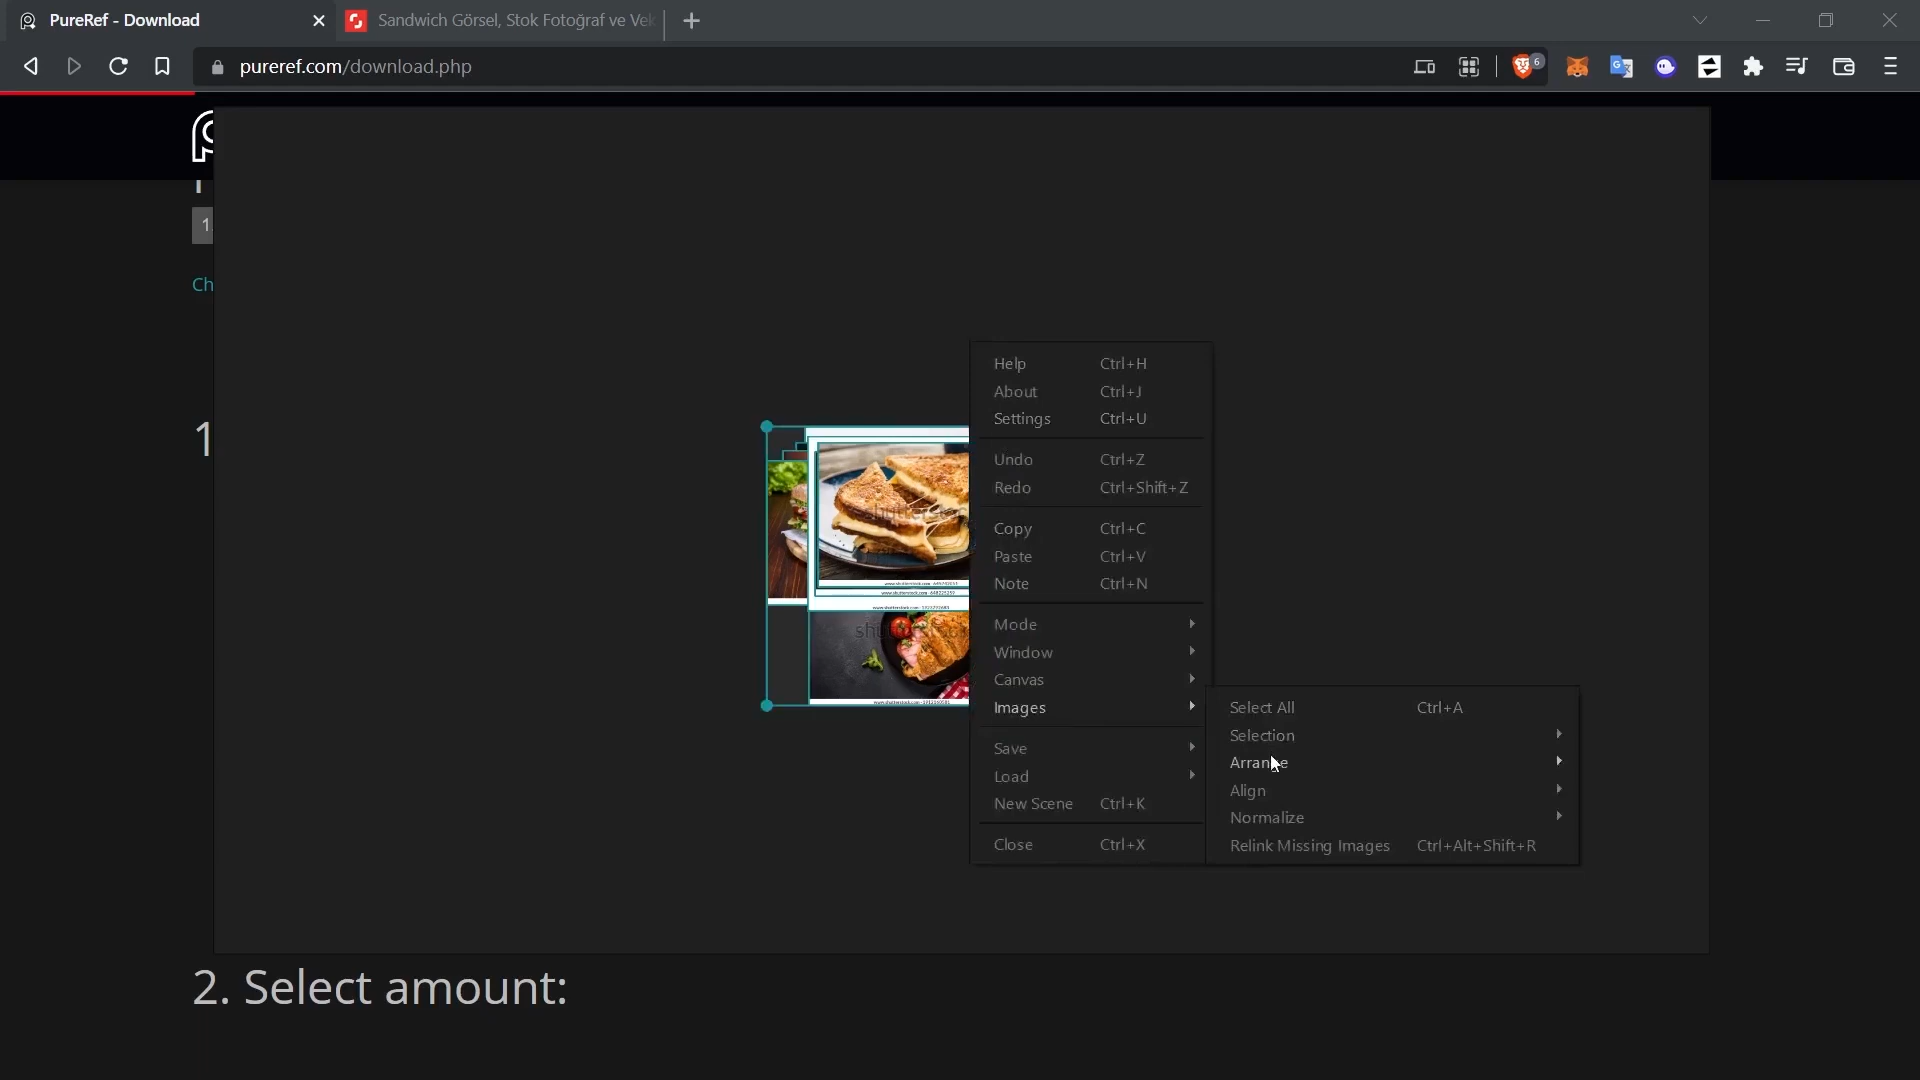 PureRef - Download
Sandwich Görsel, Stok Fotoğraf ve Vek
pureref.com/download.php
6
1.
Ch
1
Help Ctrl+H
About Ctrl+J
Settings Ctrl+U
Undo Ctrl+Z
Redo Ctrl+Shift+Z
Copy Ctrl+C
Paste Ctrl+V
Note Ctrl+N
Mode
Window
Canvas
Images
Save
Load
New Scene Ctrl+K
Close Ctrl+X
Select All Ctrl+A
Selection
Arrange
Align
Normalize
Relink Missing Images Ctrl+Alt+Shift+R
2. Select amount: